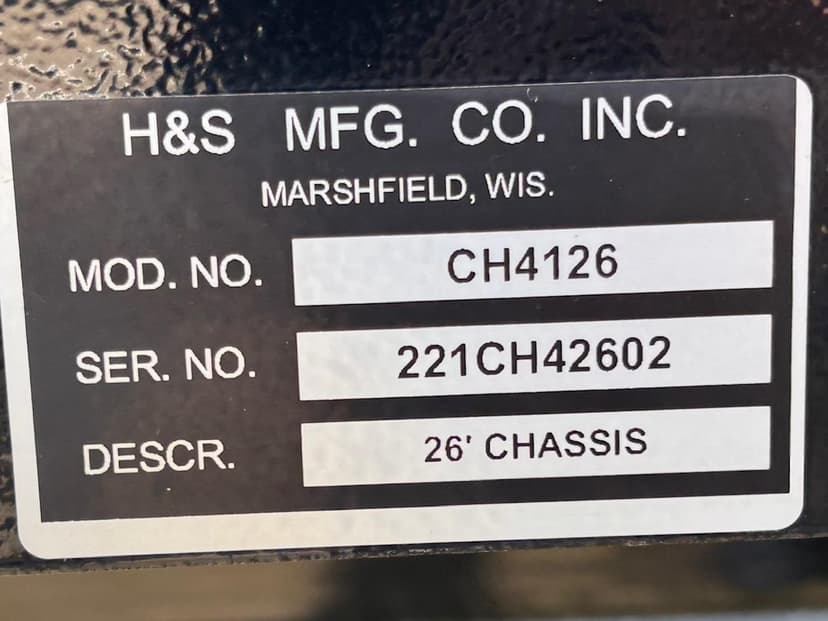 H&S MFG. CO. INC.
MARSHFIELD, WIS.
MOD. NO. CH4126
SER. NO. 221CH42602
DESCR. 26' CHASSIS